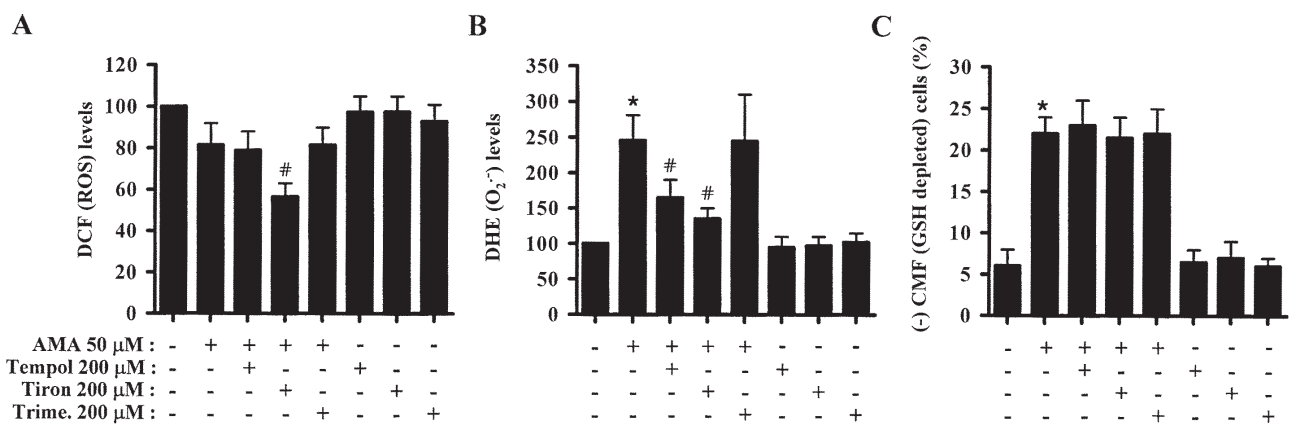 A
B
C
DCF (ROS) levels
120
100
80
60
40
20
0
#
DHE (O₂·⁻) levels
350
300
250
200
150
100
50
0
*
#
#
(-) CMF (GSH depleted) cells (%)
30
25
20
15
10
5
0
*
AMA 50 µM : - + + + + - - - - + + + + - - - - + + + + - - -
Tempol 200 µM : - - + - - + - - - - + - - + - - - - + - - + - -
Tiron 200 µM : - - - + - - + - - - - + - - + - - - - + - - + -
Trime. 200 µM : - - - - + - - + - - - - + - - + - - - - + - - +